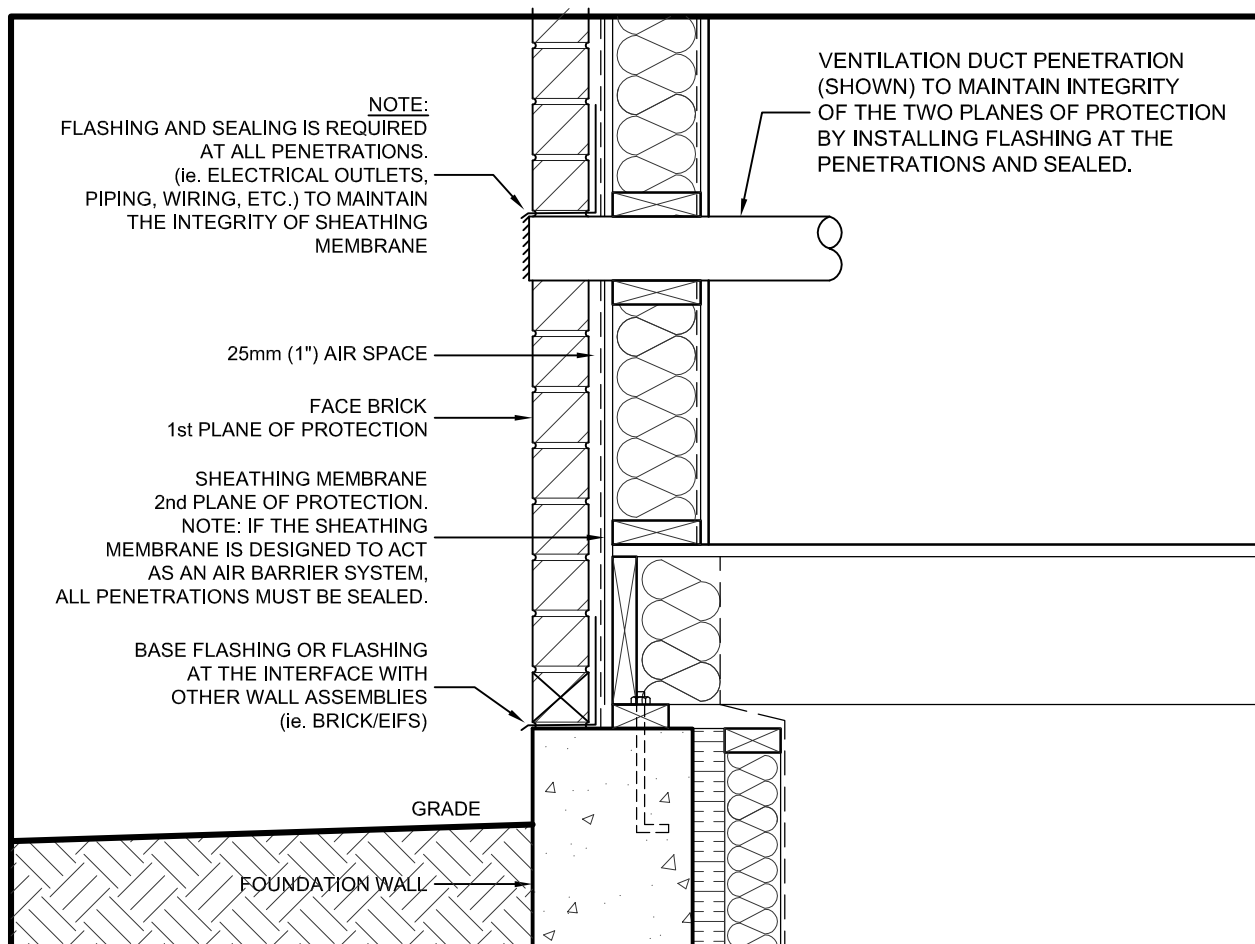 NOTE:
FLASHING AND SEALING IS REQUIRED
AT ALL PENETRATIONS.
(ie. ELECTRICAL OUTLETS,
PIPING, WIRING, ETC.) TO MAINTAIN
THE INTEGRITY OF SHEATHING
MEMBRANE
VENTILATION DUCT PENETRATION
(SHOWN) TO MAINTAIN INTEGRITY
OF THE TWO PLANES OF PROTECTION
BY INSTALLING FLASHING AT THE
PENETRATIONS AND SEALED.
25mm (1") AIR SPACE
FACE BRICK
1st PLANE OF PROTECTION
SHEATHING MEMBRANE
2nd PLANE OF PROTECTION.
NOTE: IF THE SHEATHING
MEMBRANE IS DESIGNED TO ACT
AS AN AIR BARRIER SYSTEM,
ALL PENETRATIONS MUST BE SEALED.
BASE FLASHING OR FLASHING
AT THE INTERFACE WITH
OTHER WALL ASSEMBLIES
(ie. BRICK/EIFS)
GRADE
FOUNDATION WALL